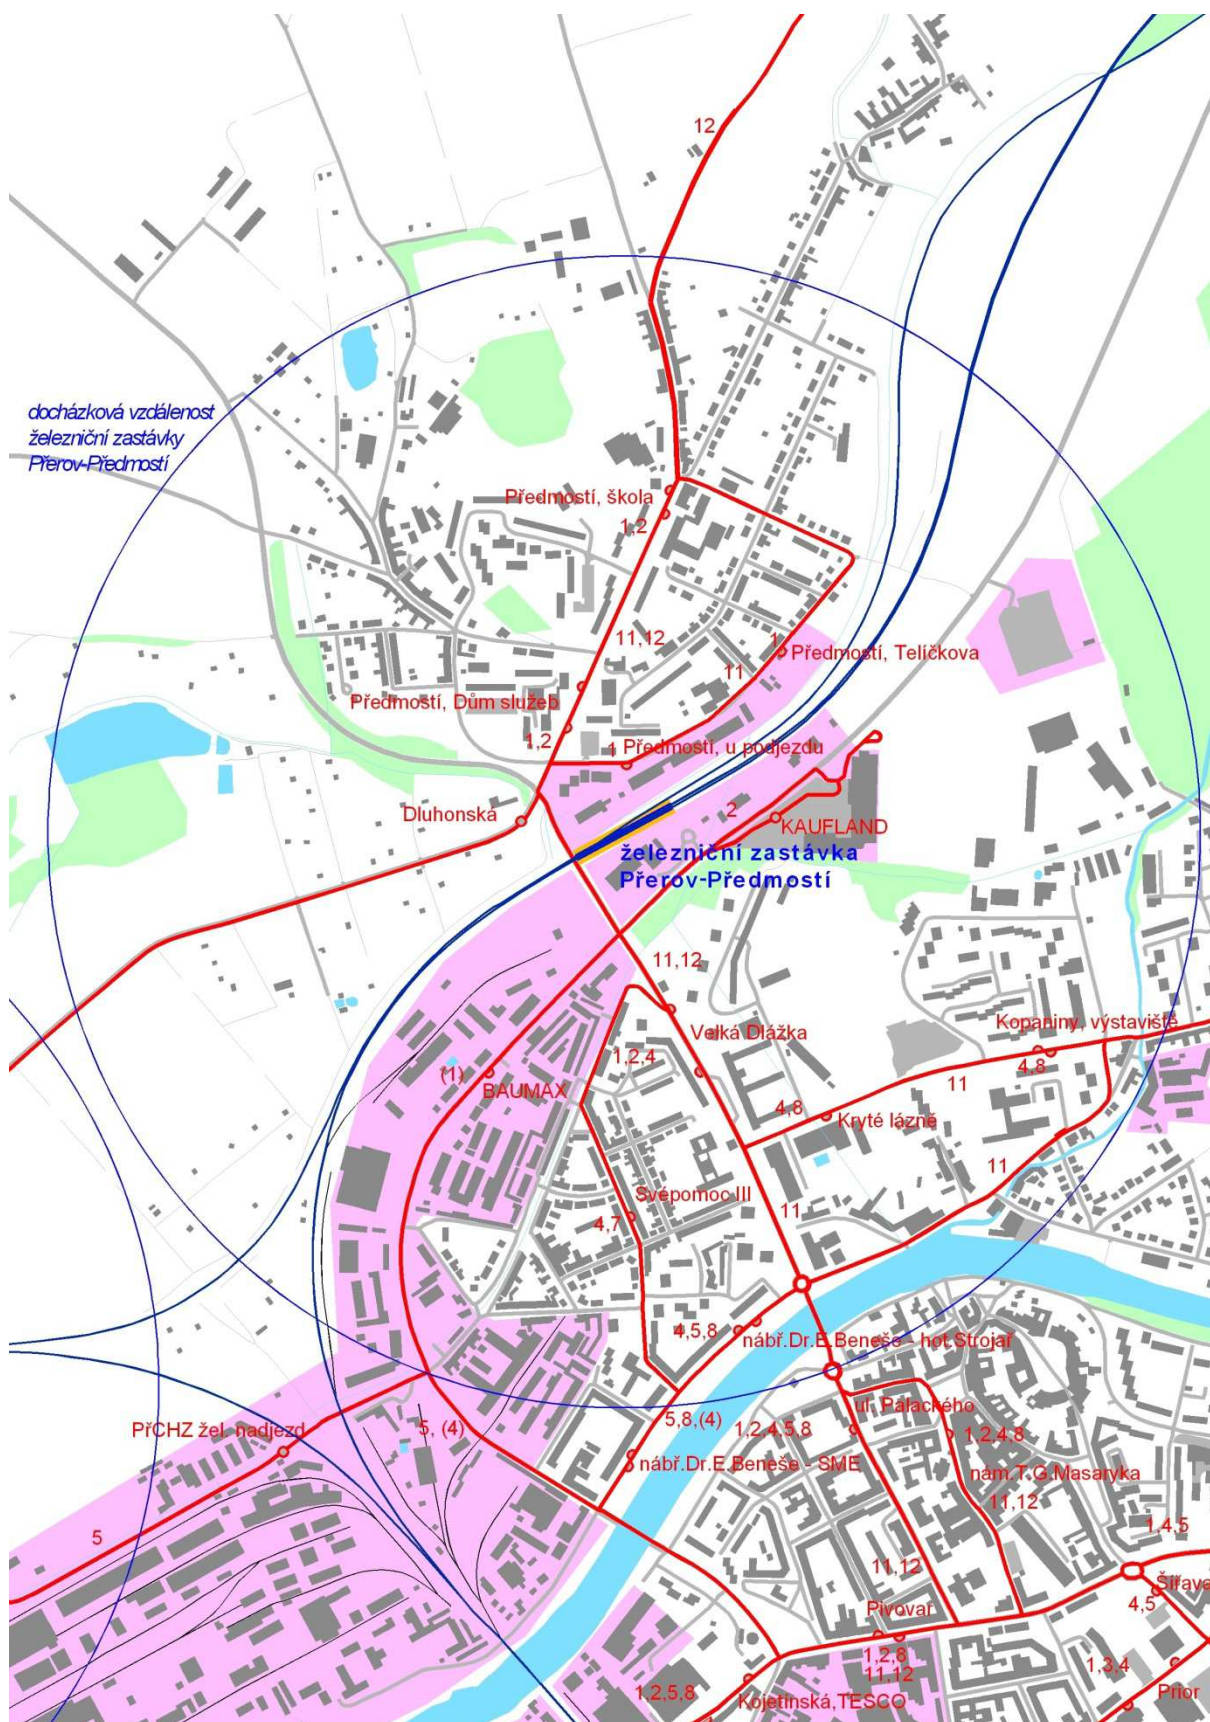 12
docházková vzdálenost
železniční zastávky
Přerov-Předmostí
Předmostí, škola
1,2
11,12
1
Předmostí, Telíčkova
11
Předmostí, Dům služeb
1,2
1 Předmostí, u podjezdu
Dluhonská
2
KAUFLAND
železniční zastávka
Přerov-Předmostí
11,12
Velká Dlážka
Kopaniny, výstaviště
1,2,4
4,8
(1)
BAUMAX
11
4,8
Kryté lázně
11
Svépomoc III
4,7
11
4,5,8
nábř.Dr.E.Beneše - hot.Strojař
PřCHZ žel. nadjezd
5, (4)
5,8,(4)
1,2,4,5,8
ul. Palackého
1,2,4,8
nábř.Dr.E.Beneše - SME
nám.T.G.Masaryka
11,12
5
1,4,5
11,12
Šířava
4,5
Pivovar
1,2,8
11,12
1,3,4
1,2,5,8
Kojetínská,TESCO
Prior